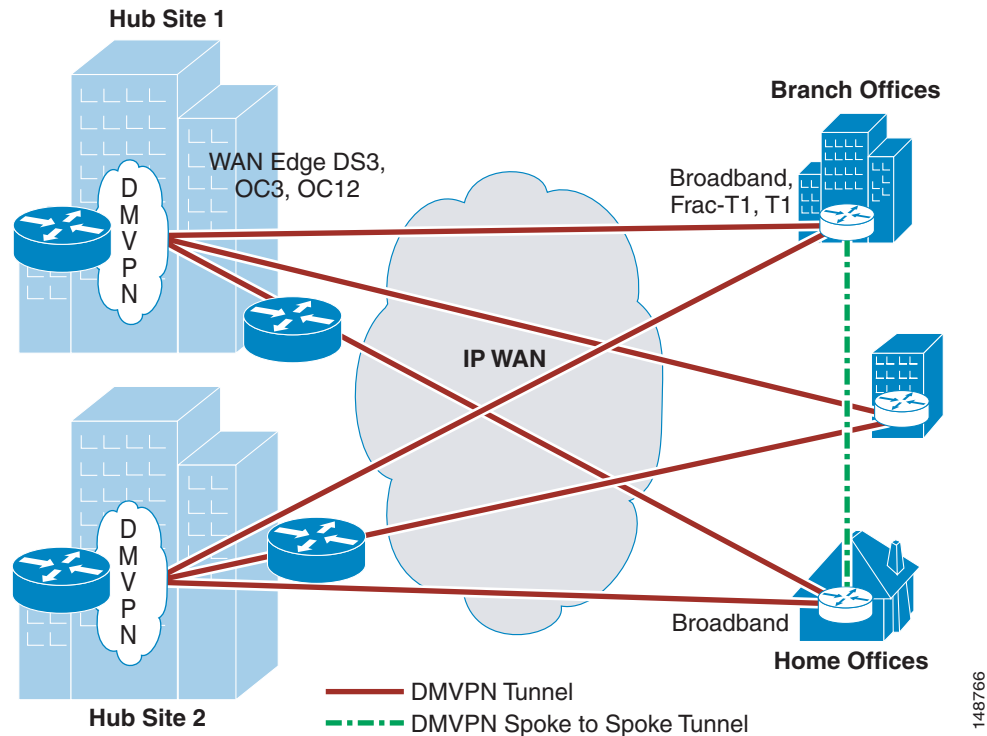 Hub Site 1
Branch Offices
WAN Edge DS3,
OC3, OC12
Broadband,
Frac-T1, T1
D
M
V
P
N
IP WAN
D
M
V
P
N
Broadband
Home Offices
Hub Site 2
DMVPN Tunnel
DMVPN Spoke to Spoke Tunnel
148766